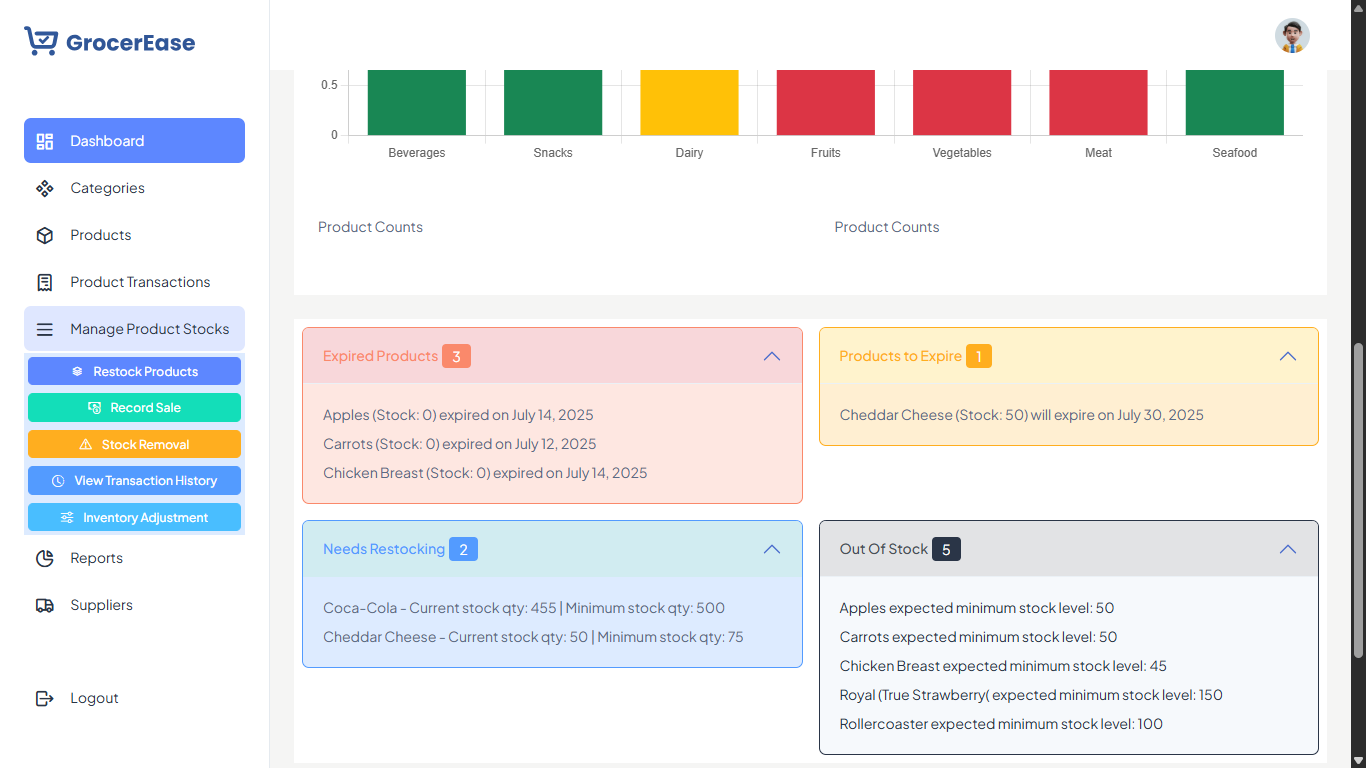 GrocerEase
Dashboard
Categories
Products
Product Transactions
Manage Product Stocks
Restock Products
Record Sale
Stock Removal
View Transaction History
Inventory Adjustment
Reports
Suppliers
Logout
0.5
0
Beverages Snacks Dairy Fruits Vegetables Meat Seafood
Product Counts Product Counts
Expired Products 3
Apples (Stock: 0) expired on July 14, 2025
Carrots (Stock: 0) expired on July 12, 2025
Chicken Breast (Stock: 0) expired on July 14, 2025
Products to Expire 1
Cheddar Cheese (Stock: 50) will expire on July 30, 2025
Needs Restocking 2
Coca-Cola - Current stock qty: 455 | Minimum stock qty: 500
Cheddar Cheese - Current stock qty: 50 | Minimum stock qty: 75
Out Of Stock 5
Apples expected minimum stock level: 50
Carrots expected minimum stock level: 50
Chicken Breast expected minimum stock level: 45
Royal (True Strawberry( expected minimum stock level: 150
Rollercoaster expected minimum stock level: 100